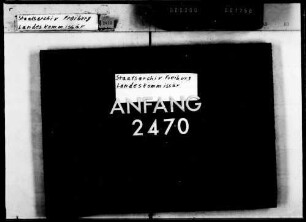 Staatsarchiv Freiburg
Landeskommissär
Staatsarchiv Freiburg
Landeskommissär
ANFANG
2470